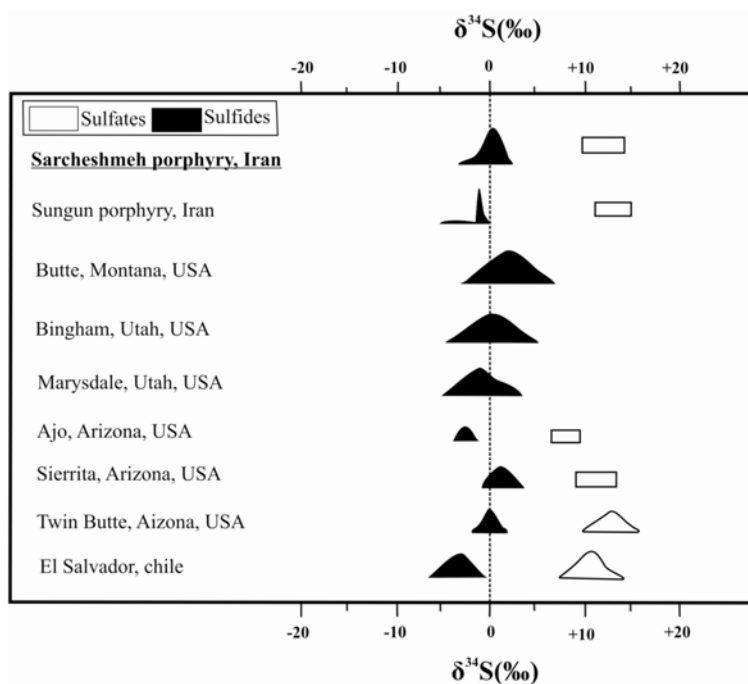 δ³⁴S(‰)
-20 -10 0 +10 +20
Sulfates Sulfides
Sarcheshmeh porphyry, Iran
Sungun porphyry, Iran
Butte, Montana, USA
Bingham, Utah, USA
Marysdale, Utah, USA
Ajo, Arizona, USA
Sierrita, Arizona, USA
Twin Butte, Aizona, USA
El Salvador, chile
-20 -10 0 +10 +20
δ³⁴S(‰)